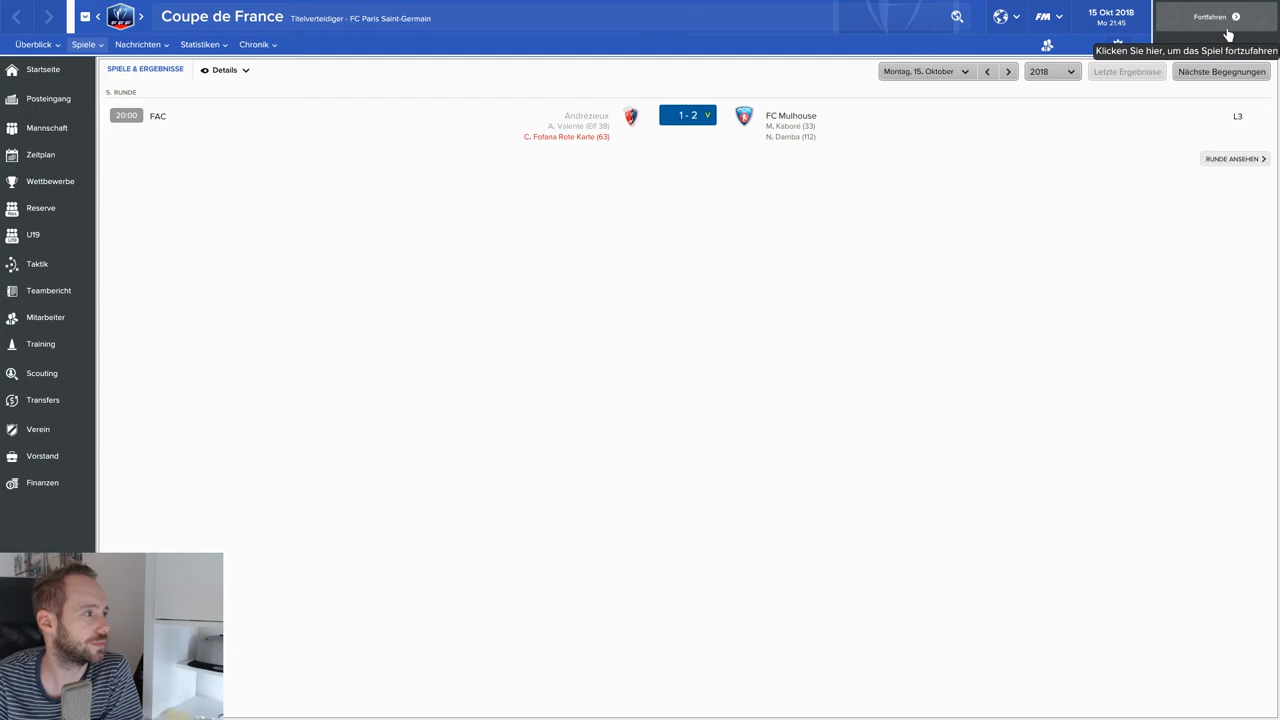 Coupe de France Titelverteidiger - FC Paris Saint-Germain
FM
15 Okt 2018
Mo 21:45
Fortfahren
Klicken Sie hier, um das Spiel fortzufahren
Überblick Spiele Nachrichten Statistiken Chronik
Startseite
Posteingang
Mannschaft
Zeitplan
Wettbewerbe
Reserve
U19
Taktik
Teambericht
Mitarbeiter
Training
Scouting
Transfers
Verein
Vorstand
Finanzen
SPIELE & ERGEBNISSE Details
Montag, 15. Oktober 2018 Letzte Ergebnisse Nächste Begegnungen
5. RUNDE
20:00 FAC Andrézieux 1 - 2 v FC Mulhouse L3
A. Valente (Elf 38) M. Kaboré (33)
C. Fofana Rote Karte (63) N. Damba (112)
RUNDE ANSEHEN